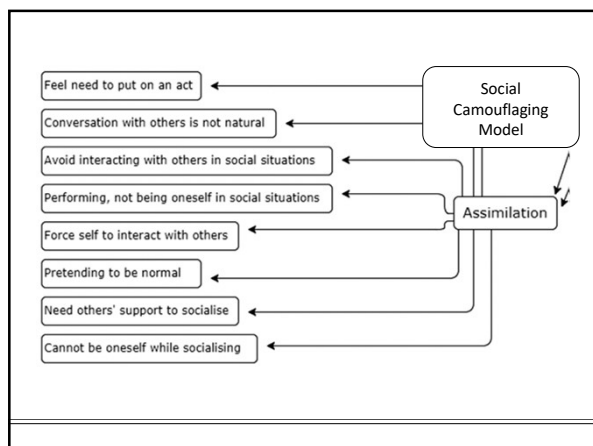 Feel need to put on an act
Conversation with others is not natural
Avoid interacting with others in social situations
Performing, not being oneself in social situations
Force self to interact with others
Pretending to be normal
Need others' support to socialise
Cannot be oneself while socialising
Social
Camouflaging
Model
Assimilation